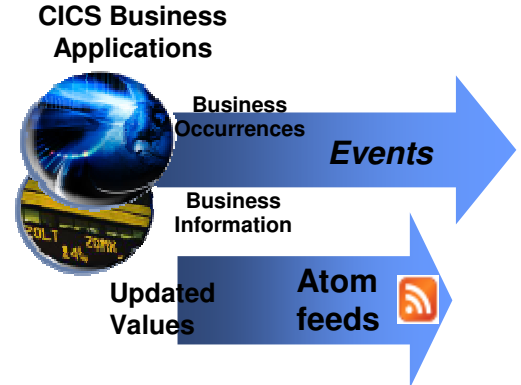 CICS Business
Applications
Business
Occurrences
Events
Business
Information
Updated
Values
Atom
feeds